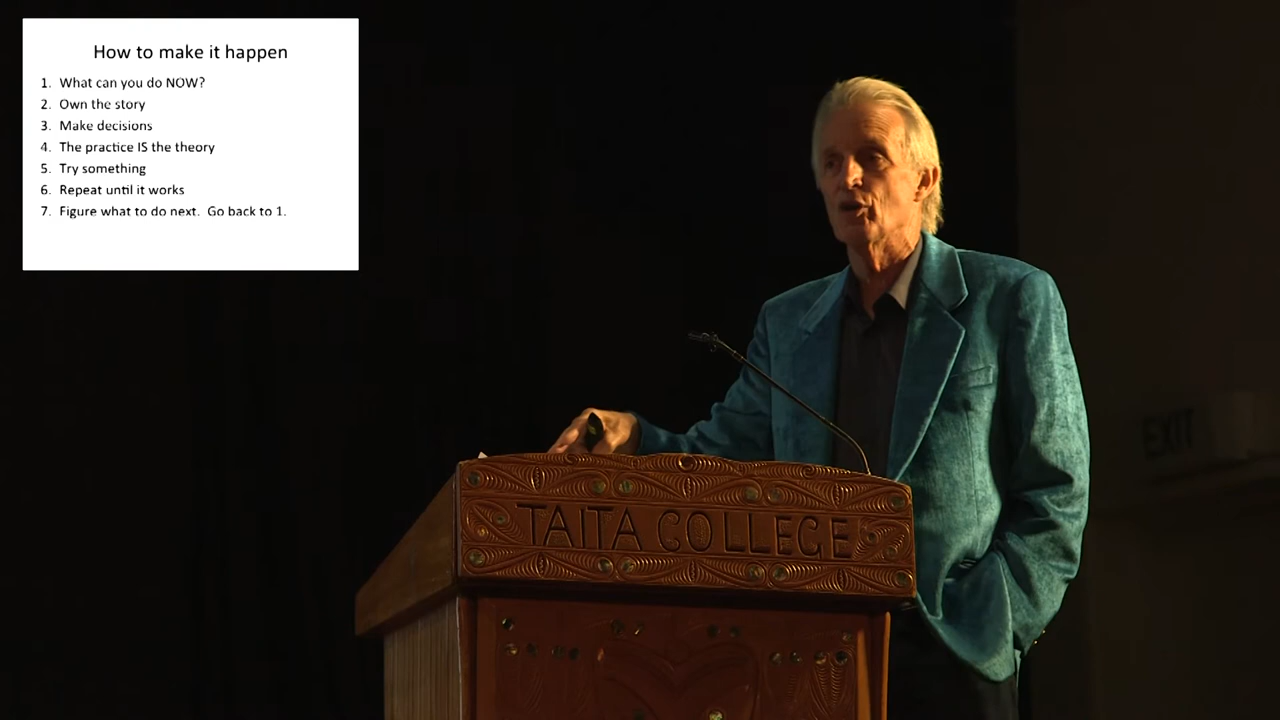 How to make it happen
1. What can you do NOW?
2. Own the story
3. Make decisions
4. The practice IS the theory
5. Try something
6. Repeat until it works
7. Figure what to do next. Go back to 1.
EXIT
TAITA COLLEGE